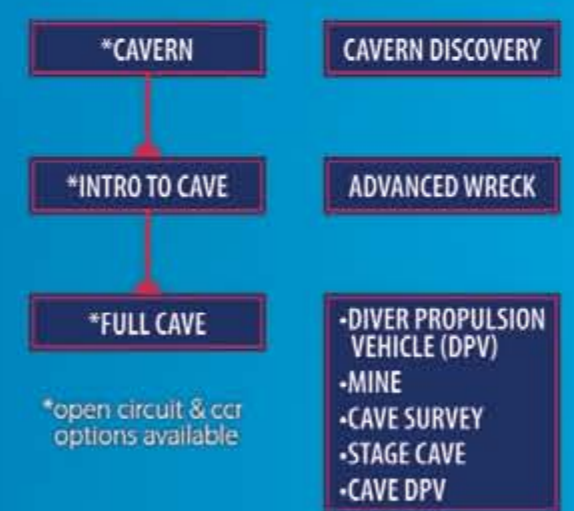 *CAVERN
CAVERN DISCOVERY
*INTRO TO CAVE
ADVANCED WRECK
*FULL CAVE
*open circuit & ccr
options available
•DIVER PROPULSION
VEHICLE (DPV)
•MINE
•CAVE SURVEY
•STAGE CAVE
•CAVE DPV